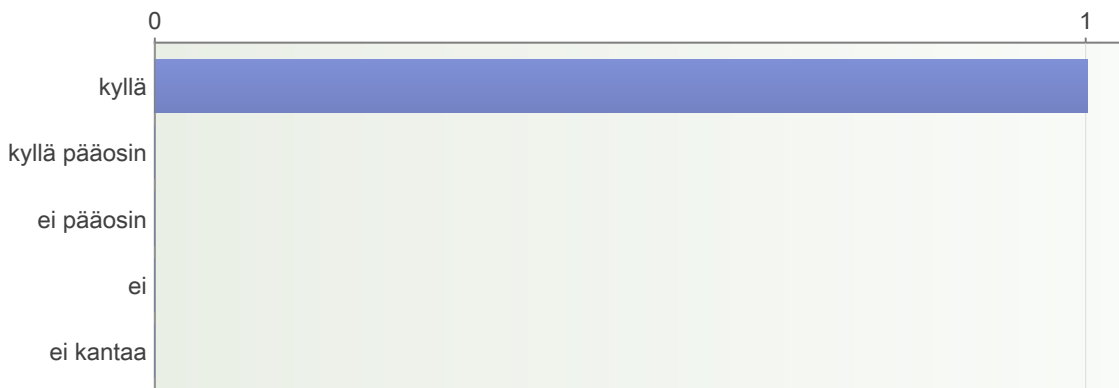 0 1
kyllä
kyllä pääosin
ei pääosin
ei
ei kantaa